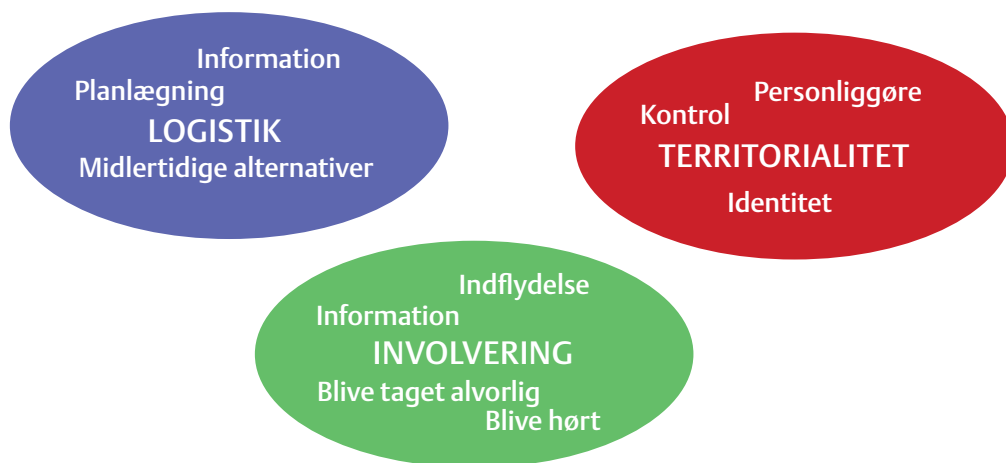 Information
Planlægning
LOGISTIK
Midlertidige alternativer
Personliggøre
Kontrol
TERRITORIALITET
Identitet
Indflydelse
Information
INVOLVERING
Blive taget alvorlig
Blive hørt